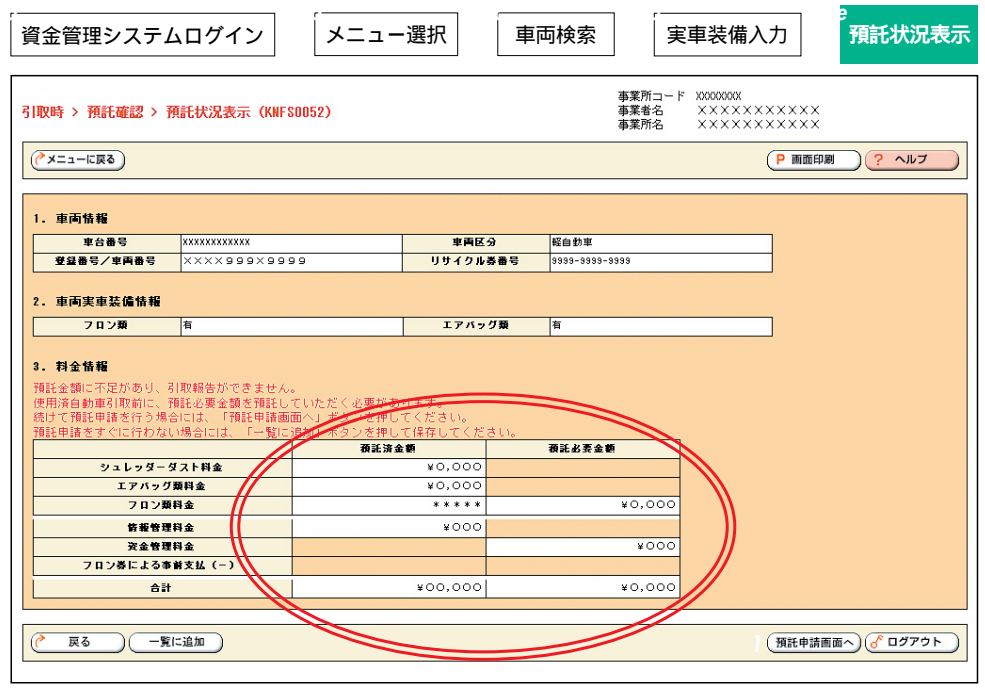 資金管理システムログイン
メニュー選択
車両検索
実車装備入力
e
預託状況表示
引取時 > 預託確認 > 預託状況表示 (KNFS0052)
事業所コード XXXXXXXX
事業者名 ××××××××××
事業所名 ××××××××××
メニューに戻る
P 画面印刷
? ヘルプ
1. 車両情報
車台番号 XXXXXXXXXXXX 車両区分 軽自動車
登録番号/車両番号 ××××999×9999 リサイクル券番号 9999-9999-9999
2. 車両実車装備情報
フロン類 有 エアバッグ類 有
3. 料金情報
預託金額に不足があり、引取報告ができません。
使用済自動車引取前に、預託必要金額を預託していただく必要があります。
続けて預託申請を行う場合には、「預託申請画面へ」ボタンを押してください。
預託申請をすぐに行わない場合には、「一覧に追加」ボタンを押して保存してください。
預託済金額 預託必要金額
シュレッダーダスト料金 ¥○,○○○
エアバッグ類料金 ¥○,○○○
フロン類料金 ***** ¥○,○○○
情報管理料金 ¥○○○
資金管理料金 ¥○○○
フロン券による事前支払(−)
合計 ¥○○,○○○ ¥○,○○○
戻る
一覧に追加
預託申請画面へ
ログアウト